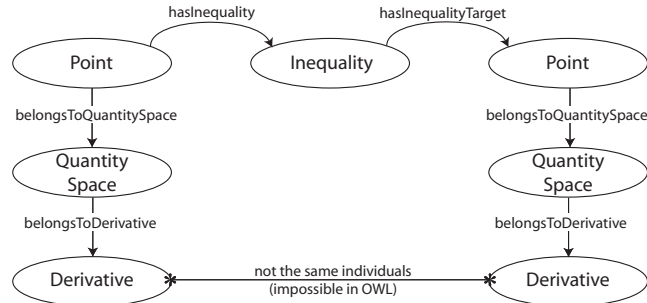 hasInequality
hasInequalityTarget
Point
Inequality
Point
belongsToQuantitySpace
belongsToQuantitySpace
Quantity
Space
Quantity
Space
belongsToDerivative
belongsToDerivative
Derivative
not the same individuals
(impossible in OWL)
Derivative